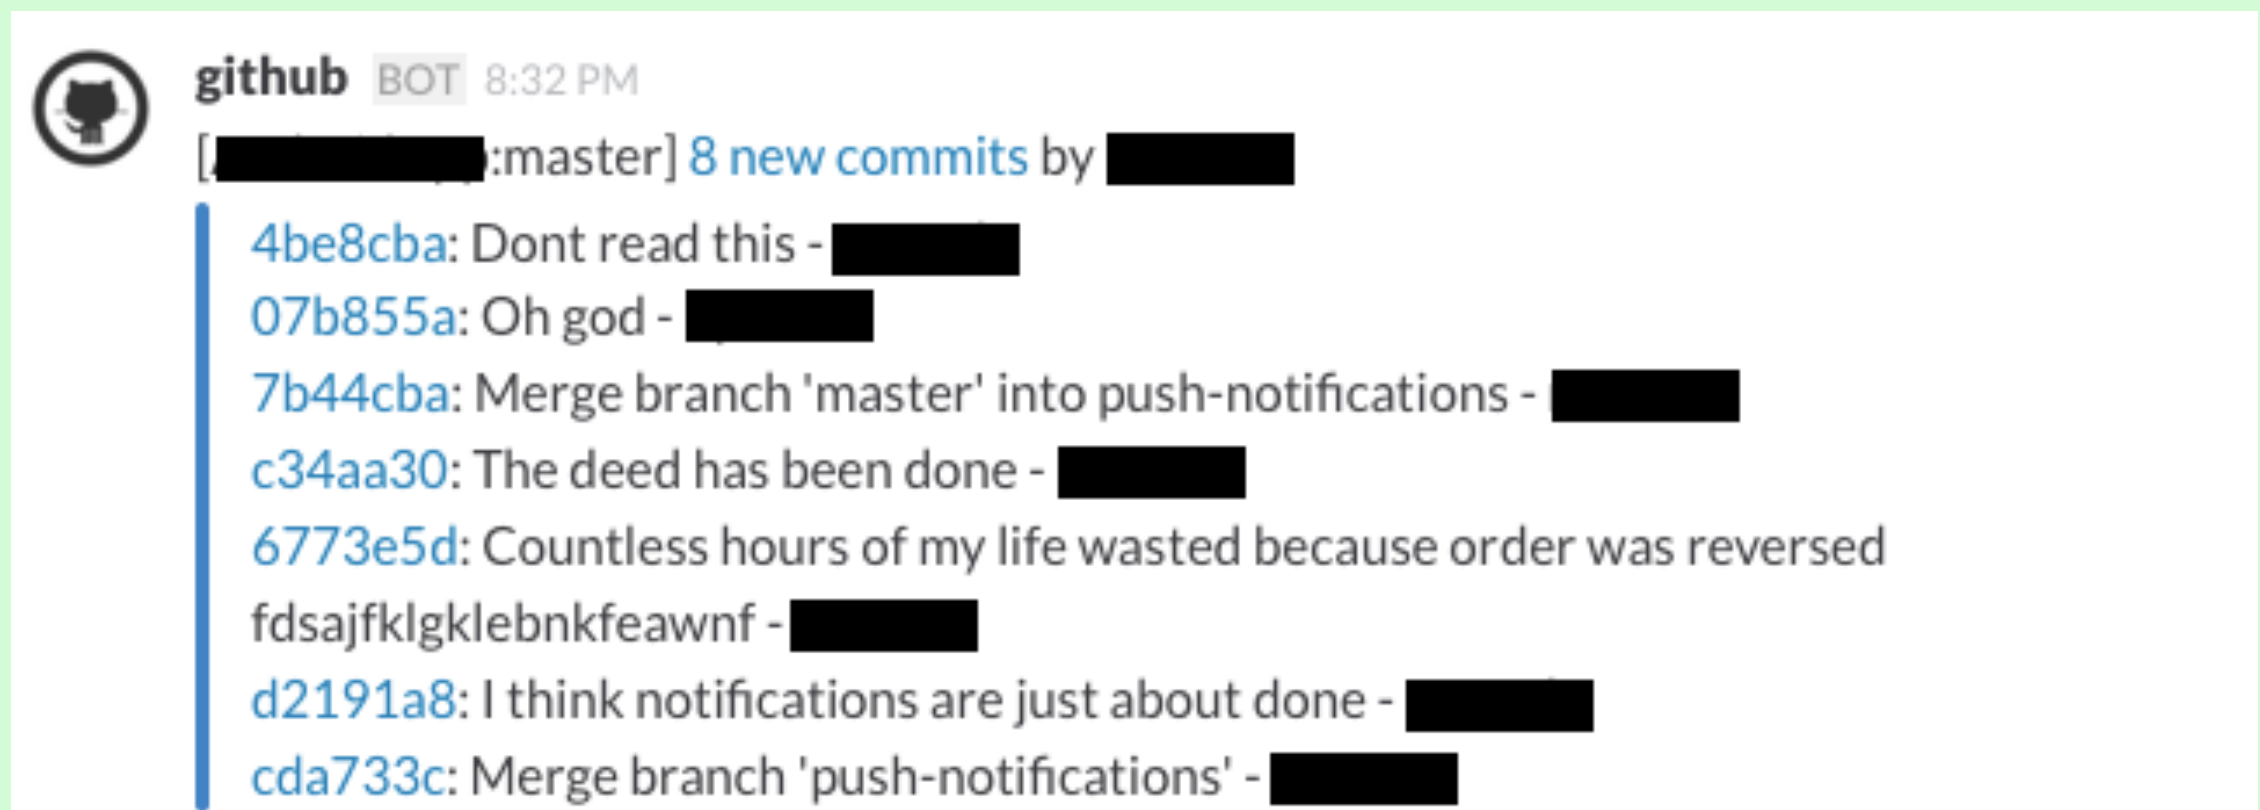 github BOT 8:32 PM
[:master] 8 new commits by
4be8cba: Dont read this -
07b855a: Oh god -
7b44cba: Merge branch 'master' into push-notifications -
c34aa30: The deed has been done -
6773e5d: Countless hours of my life wasted because order was reversed
fdsajfklgklebnkfeawnf -
d2191a8: I think notifications are just about done -
cda733c: Merge branch 'push-notifications' -